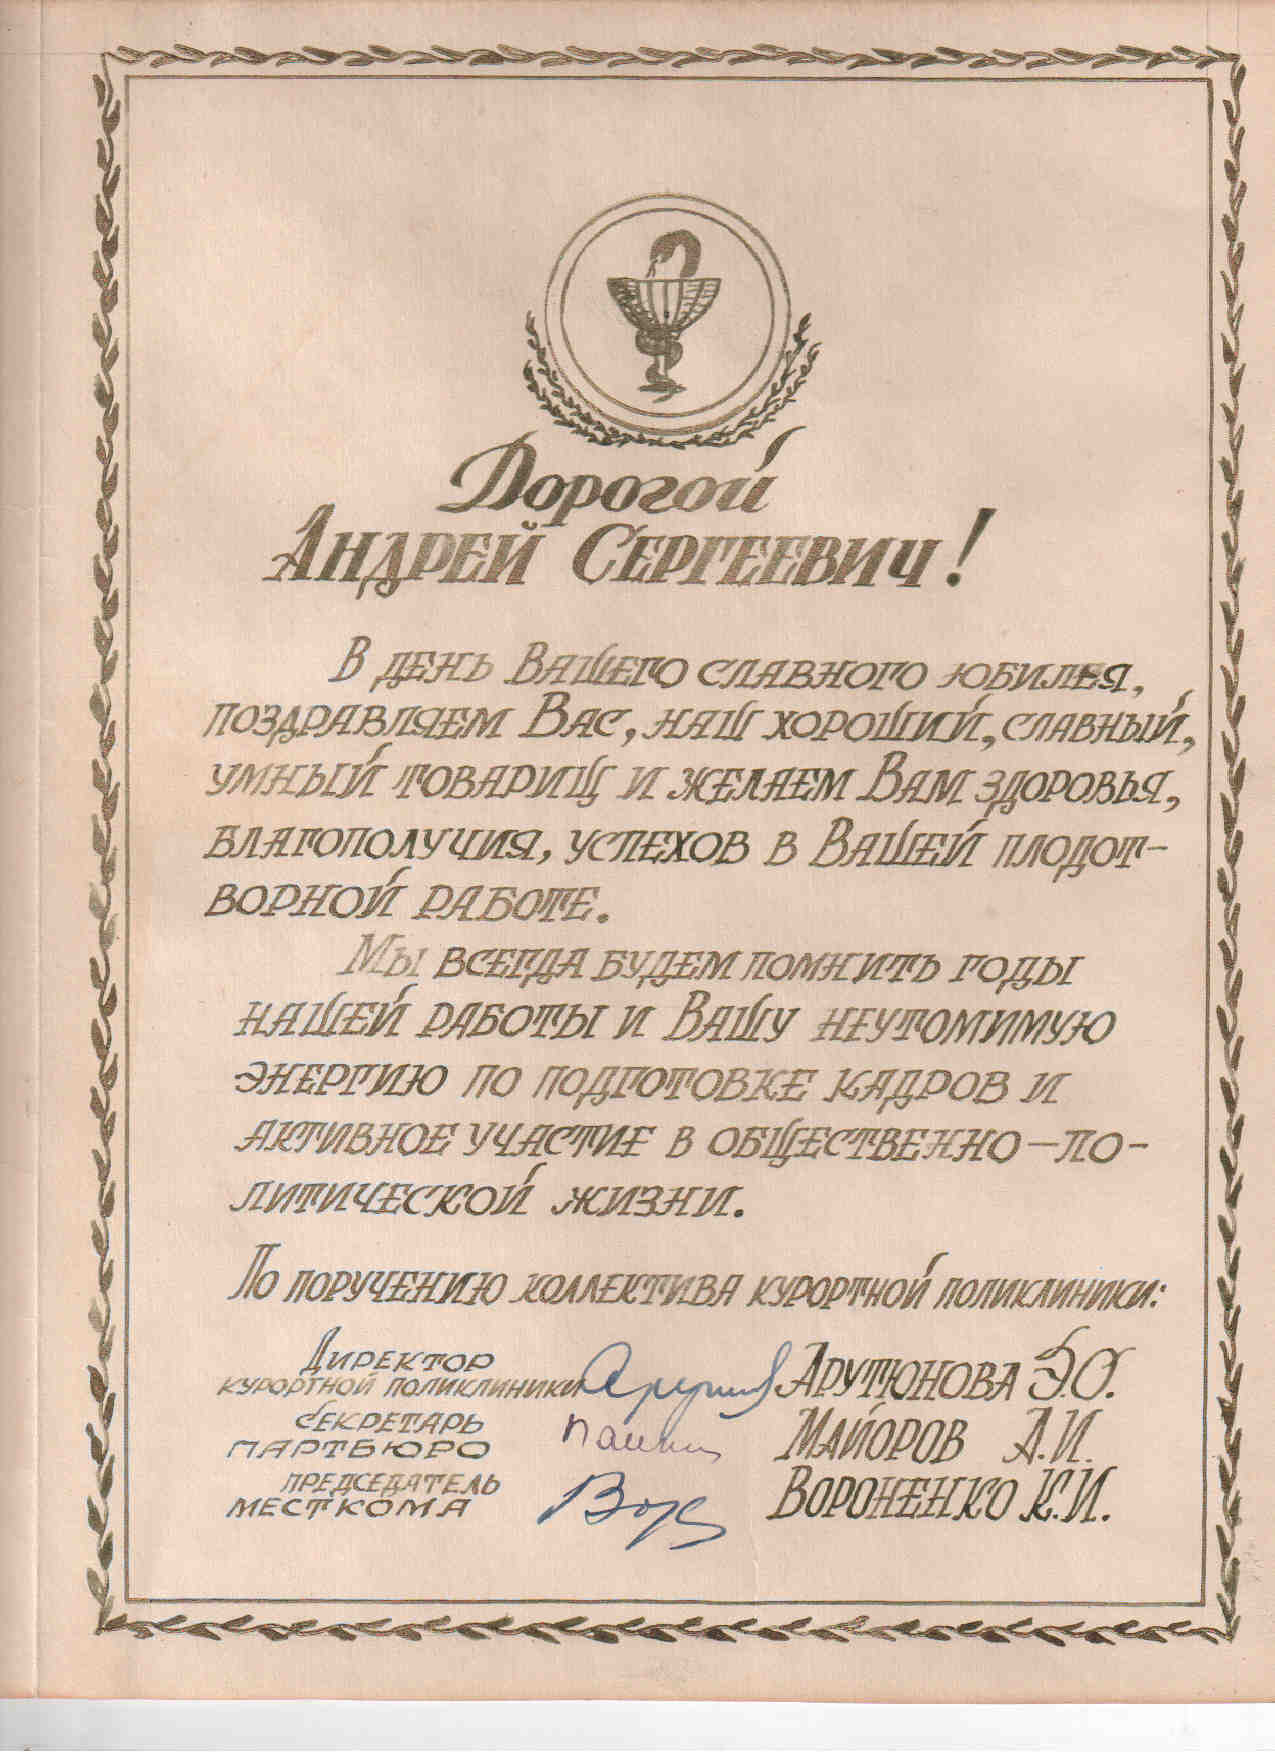 Дорогой
Андрей Сергеевич!
В день Вашего славного юбилея,
поздравляем Вас, наш хороший, славный,
умный товарищ и желаем Вам здоровья,
благополучия, успехов в Вашей плодот-
ворной работе.
Мы всегда будем помнить годы
нашей работы и Вашу неутомимую
энергию по подготовке кадров и
активное участие в общественно-по-
литической жизни.
По поручению коллектива курортной поликлиники:
Директор
курортной поликлиники Арутюнова Э.О.
секретарь
партбюро Майоров А.И.
председатель
месткома Вороненко К.И.